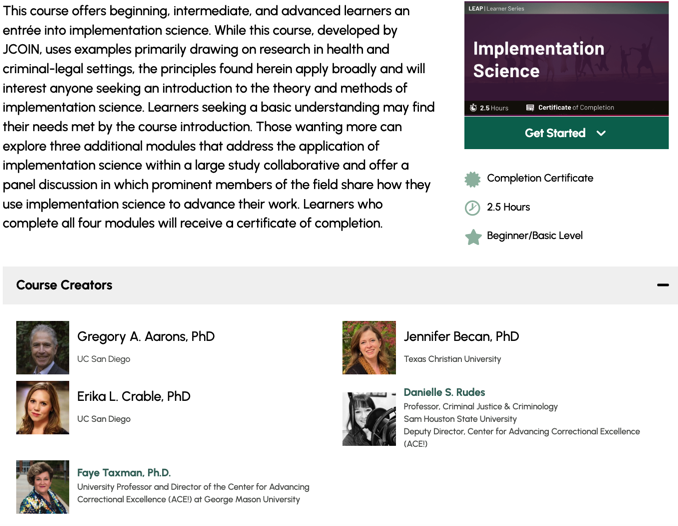 This course offers beginning, intermediate, and advanced learners an
entrée into implementation science. While this course, developed by
JCOIN, uses examples primarily drawing on research in health and
criminal-legal settings, the principles found herein apply broadly and will
interest anyone seeking an introduction to the theory and methods of
implementation science. Learners seeking a basic understanding may find
their needs met by the course introduction. Those wanting more can
explore three additional modules that address the application of
implementation science within a large study collaborative and offer a
panel discussion in which prominent members of the field share how they
use implementation science to advance their work. Learners who
complete all four modules will receive a certificate of completion.
LEAP | Learner Series
Implementation
Science
2.5 Hours
Certificate of Completion
Get Started
Completion Certificate
2.5 Hours
Beginner/Basic Level
Course Creators
Gregory A. Aarons, PhD
UC San Diego
Jennifer Becan, PhD
Texas Christian University
Erika L. Crable, PhD
UC San Diego
Danielle S. Rudes
Professor, Criminal Justice & Criminology
Sam Houston State University
Deputy Director, Center for Advancing Correctional Excellence
(ACE!)
Faye Taxman, Ph.D.
University Professor and Director of the Center for Advancing
Correctional Excellence (ACE!) at George Mason University